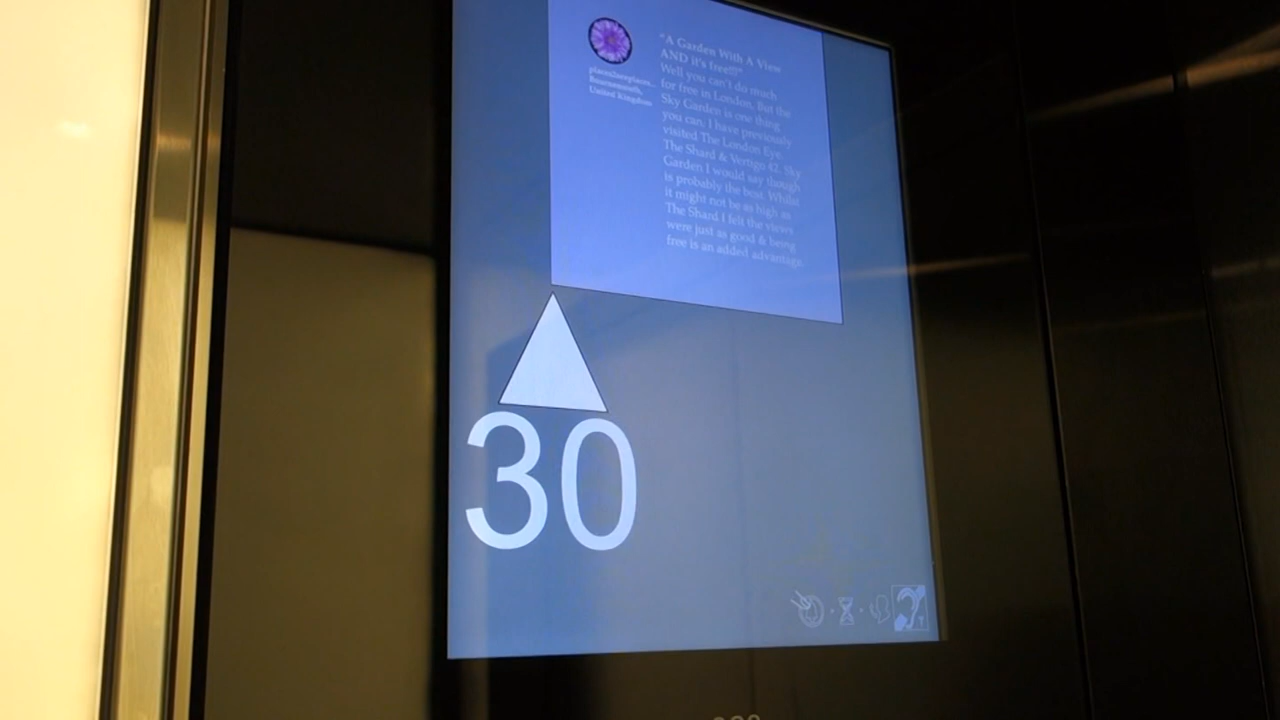 "A Garden With A View
AND it's free!!!"
Well you can't do much
for free in London. But the
Sky Garden is one thing
you can. I have previously
visited The London Eye
The Shard & Vertigo 42. Sky
Garden I would say though
is probably the best. Whilst
it might not be as high as
The Shard I felt the views
were just as good & being
free is an added advantage
Bournemouth,
United Kingdom
30
T